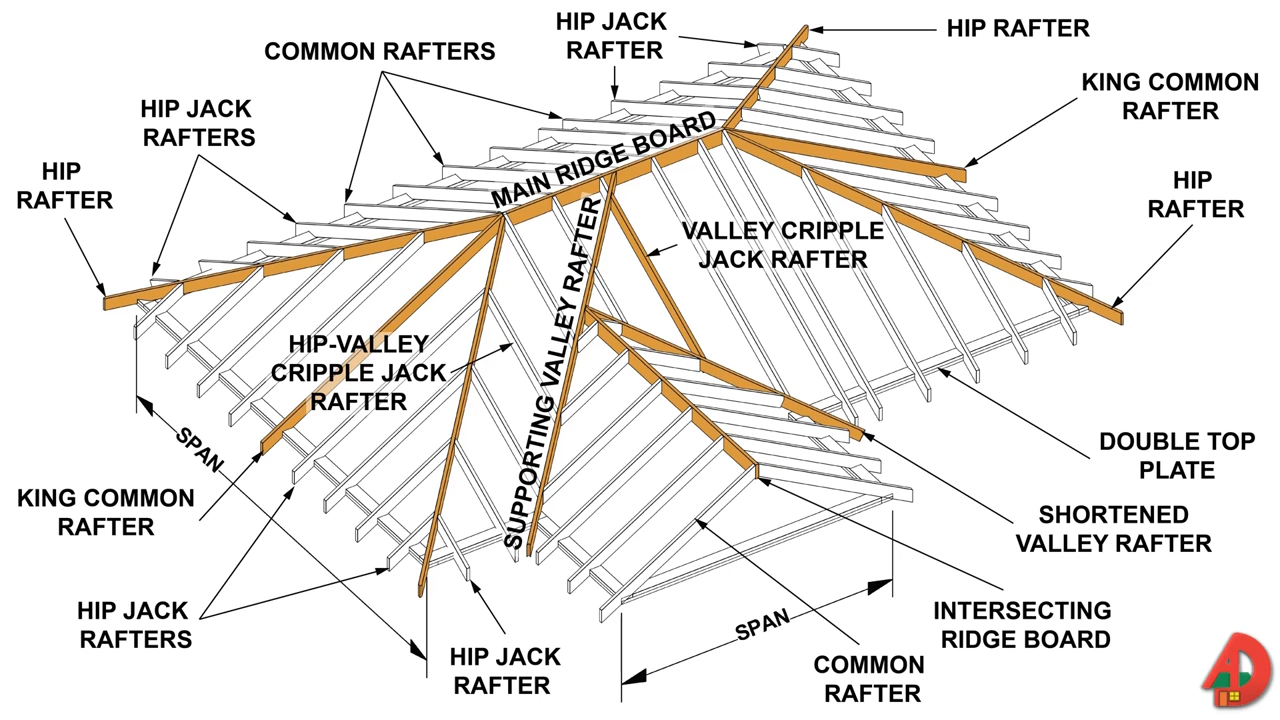 HIP JACK
RAFTER
HIP RAFTER
COMMON RAFTERS
KING COMMON
RAFTER
HIP JACK
RAFTERS
MAIN RIDGE BOARD
HIP
RAFTER
HIP
RAFTER
VALLEY CRIPPLE
JACK RAFTER
SUPPORTING VALLEY RAFTER
HIP-VALLEY
CRIPPLE JACK
RAFTER
SPAN
DOUBLE TOP
PLATE
KING COMMON
RAFTER
SHORTENED
VALLEY RAFTER
HIP JACK
RAFTERS
INTERSECTING
RIDGE BOARD
SPAN
HIP JACK
RAFTER
COMMON
RAFTER
AD